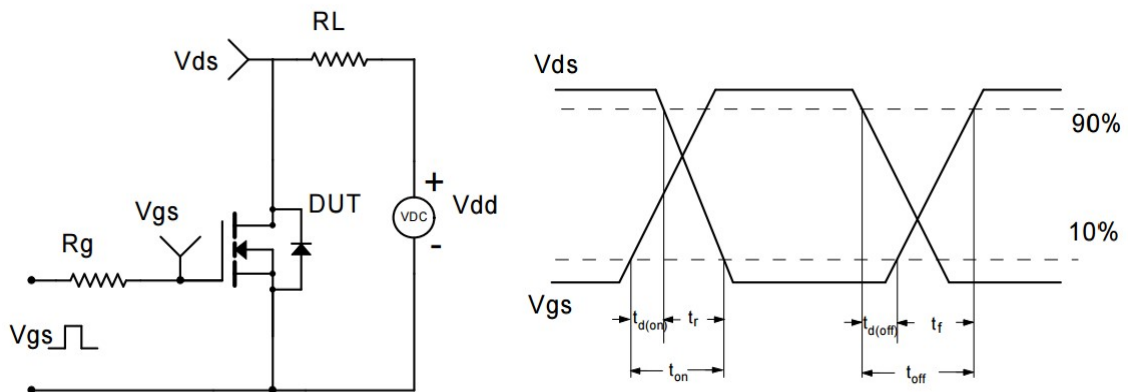 RL
Vds
+
VDC
Vdd
-
DUT
Vgs
Rg
Vgs
Vds
90%
10%
Vgs
td(on)
tr
td(off)
tf
ton
toff